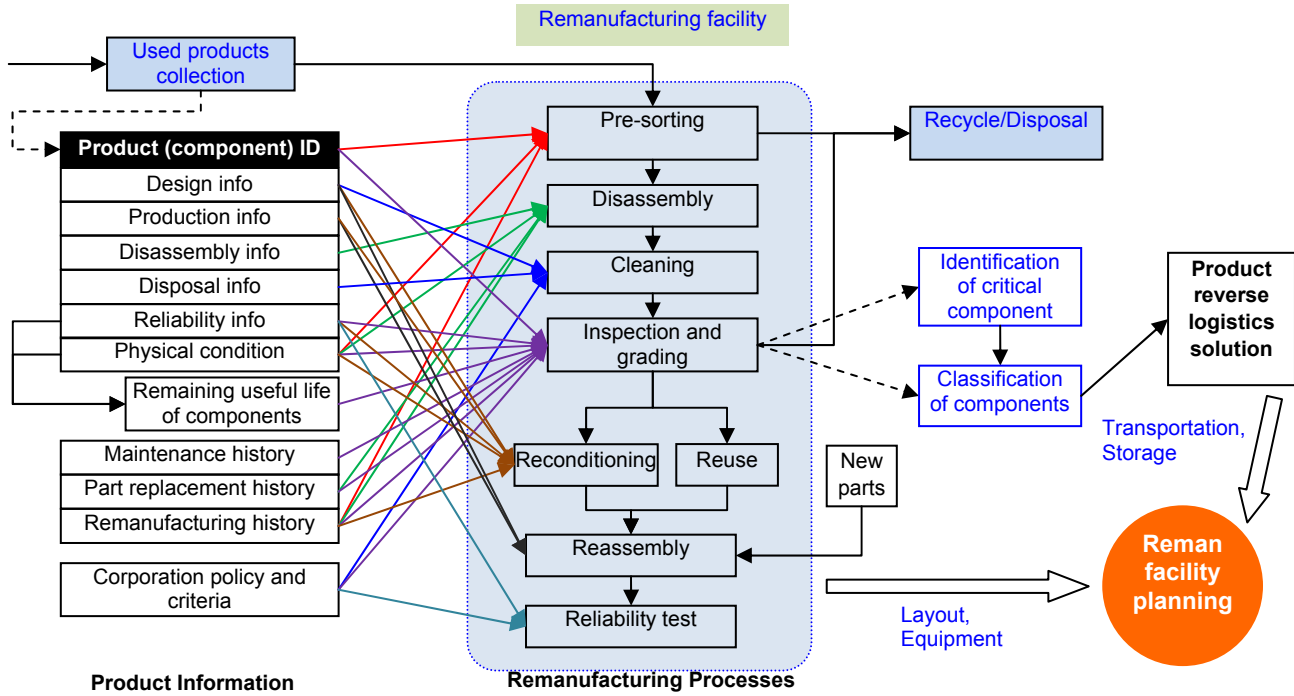 Remanufacturing facility
Used products
collection
Product (component) ID
Design info
Production info
Disassembly info
Disposal info
Reliability info
Physical condition
Remaining useful life
of components
Maintenance history
Part replacement history
Remanufacturing history
Corporation policy and
criteria
Product Information
Pre-sorting
Disassembly
Cleaning
Inspection and
grading
Reconditioning
Reuse
Reassembly
Reliability test
Remanufacturing Processes
New
parts
Recycle/Disposal
Identification
of critical
component
Classification
of components
Product
reverse
logistics
solution
Transportation,
Storage
Layout,
Equipment
Reman
facility
planning